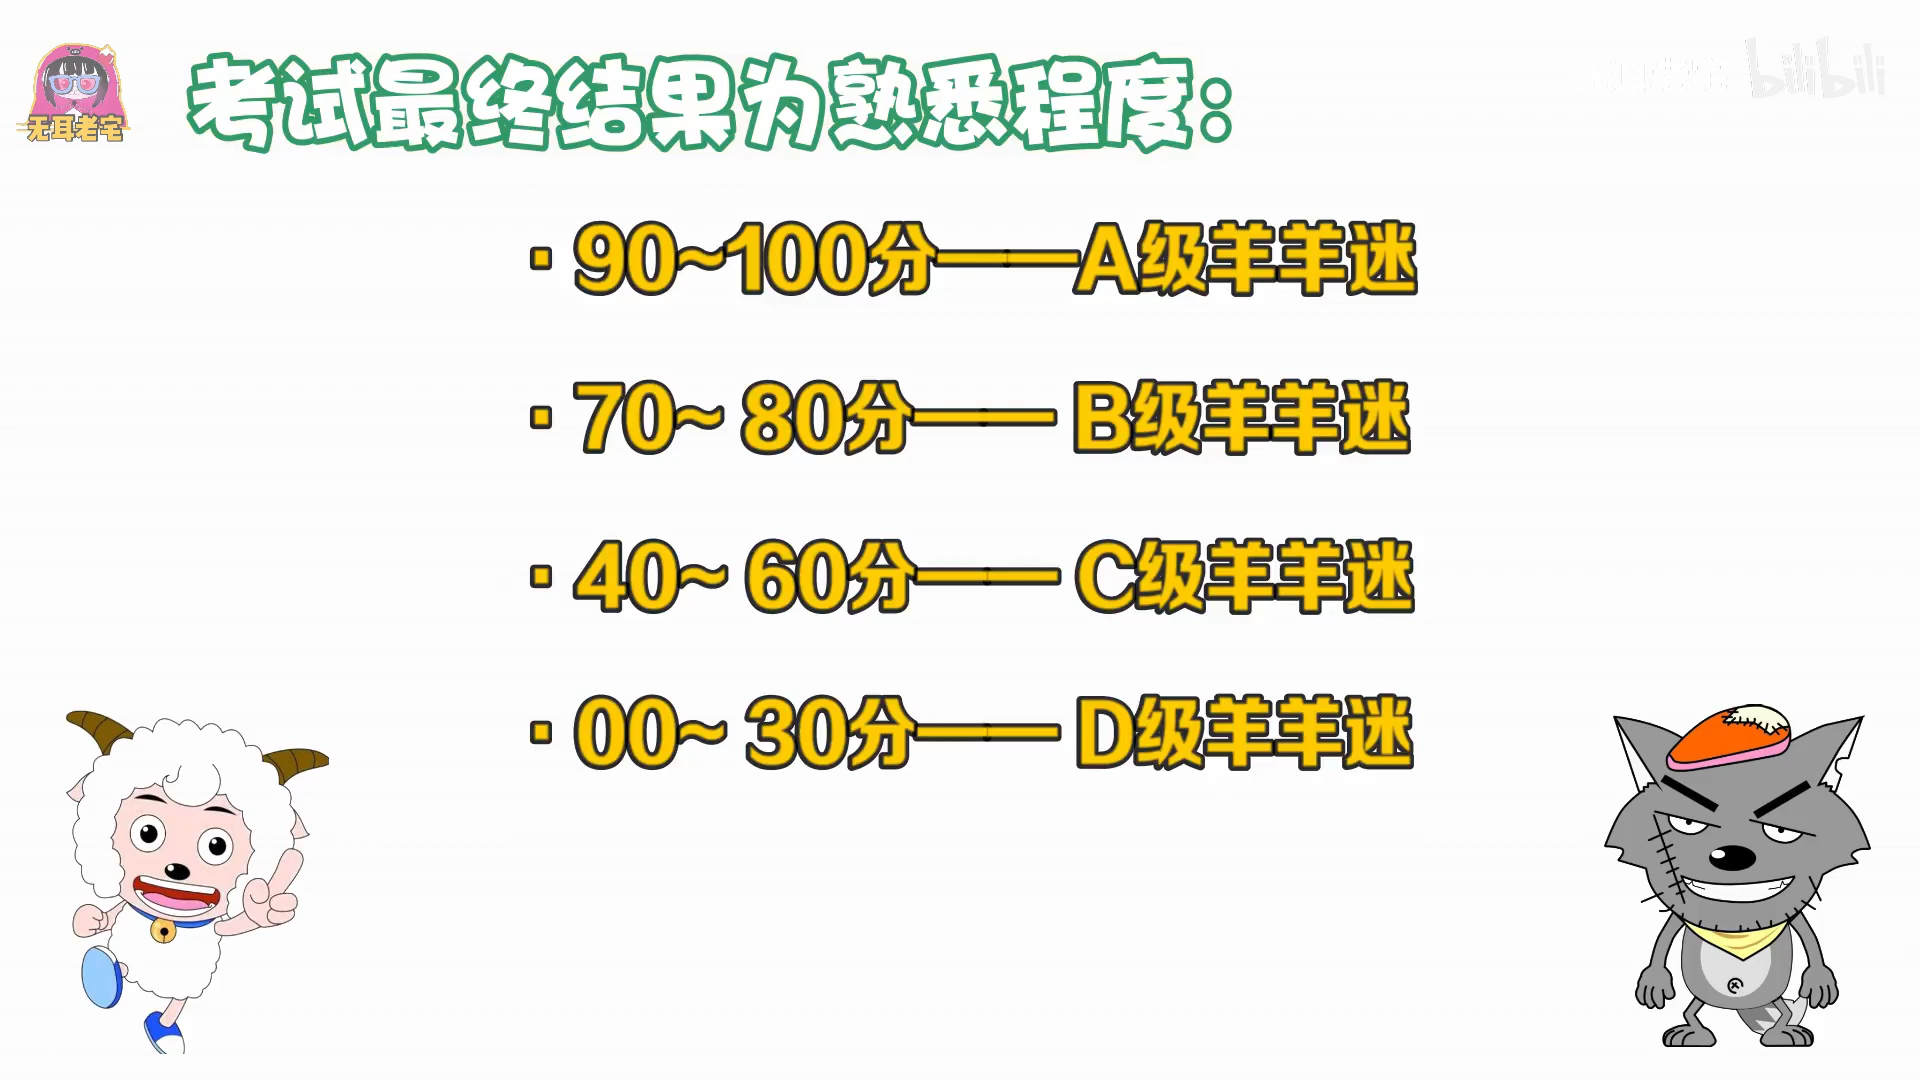 无耳老宅
考试最终结果为熟悉程度：
bilibili
· 90~100分——A级羊羊迷
· 70~ 80分—— B级羊羊迷
· 40~ 60分—— C级羊羊迷
· 00~ 30分—— D级羊羊迷